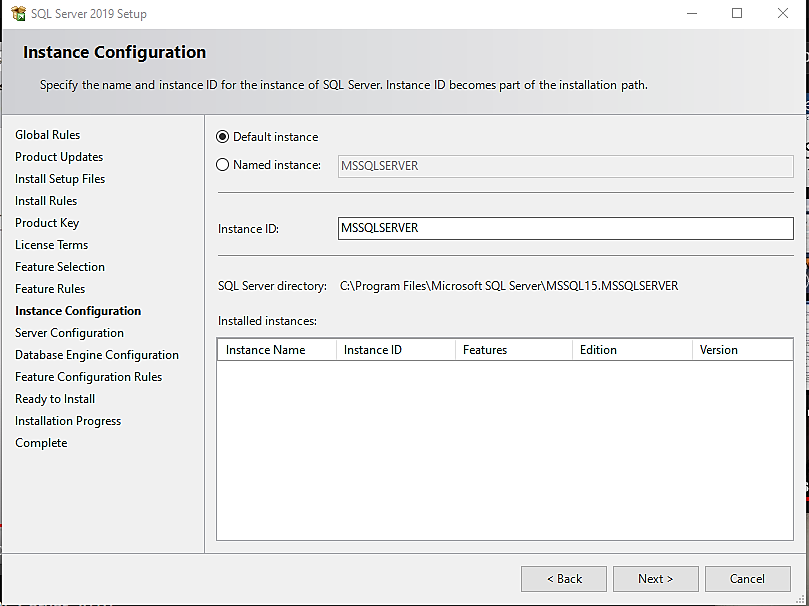 SQL Server 2019 Setup
Instance Configuration
Specify the name and instance ID for the instance of SQL Server. Instance ID becomes part of the installation path.
Global Rules
Product Updates
Install Setup Files
Install Rules
Product Key
License Terms
Feature Selection
Feature Rules
Instance Configuration
Server Configuration
Database Engine Configuration
Feature Configuration Rules
Ready to Install
Installation Progress
Complete
Default instance
Named instance: MSSQLSERVER
Instance ID: MSSQLSERVER
SQL Server directory: C:\Program Files\Microsoft SQL Server\MSSQL15.MSSQLSERVER
Installed instances:
Instance Name Instance ID Features Edition Version
< Back Next > Cancel